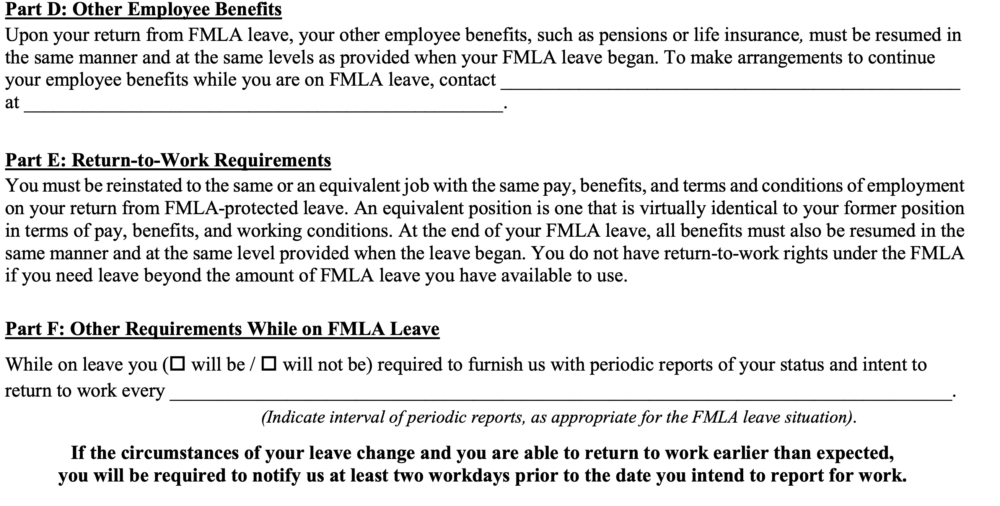 Part D: Other Employee Benefits
Upon your return from FMLA leave, your other employee benefits, such as pensions or life insurance, must be resumed in
the same manner and at the same levels as provided when your FMLA leave began. To make arrangements to continue
your employee benefits while you are on FMLA leave, contact _______________________________________________
at _________________________________________________.
Part E: Return-to-Work Requirements
You must be reinstated to the same or an equivalent job with the same pay, benefits, and terms and conditions of employment
on your return from FMLA-protected leave. An equivalent position is one that is virtually identical to your former position
in terms of pay, benefits, and working conditions. At the end of your FMLA leave, all benefits must also be resumed in the
same manner and at the same level provided when the leave began. You do not have return-to-work rights under the FMLA
if you need leave beyond the amount of FMLA leave you have available to use.
Part F: Other Requirements While on FMLA Leave
While on leave you (☐ will be / ☐ will not be) required to furnish us with periodic reports of your status and intent to
return to work every ________________________________________________________________________________.
(Indicate interval of periodic reports, as appropriate for the FMLA leave situation).
If the circumstances of your leave change and you are able to return to work earlier than expected,
you will be required to notify us at least two workdays prior to the date you intend to report for work.